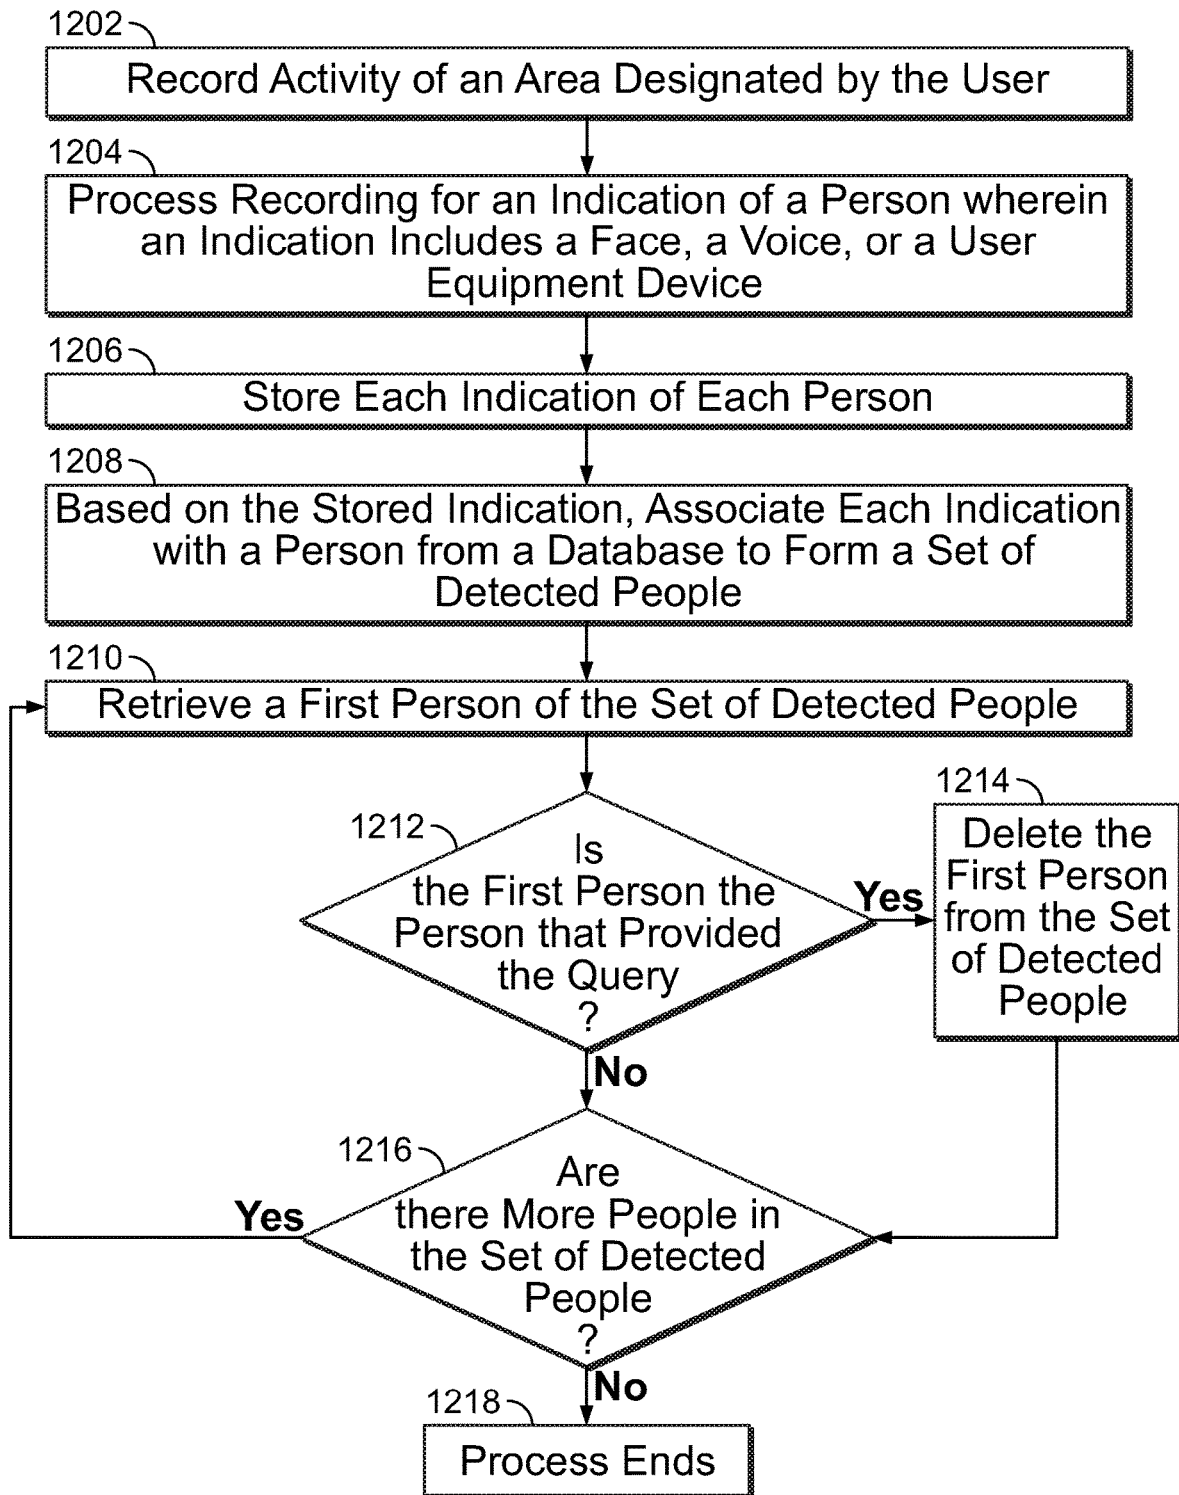 1202
Record Activity of an Area Designated by the User
1204
Process Recording for an Indication of a Person wherein
an Indication Includes a Face, a Voice, or a User
Equipment Device
1206
Store Each Indication of Each Person
1208
Based on the Stored Indication, Associate Each Indication
with a Person from a Database to Form a Set of
Detected People
1210
Retrieve a First Person of the Set of Detected People
1212
Is
the First Person the
Person that Provided
the Query
?
Yes
1214
Delete the
First Person
from the Set
of Detected
People
No
1216
Are
there More People in
the Set of Detected
People
?
Yes
No
1218
Process Ends